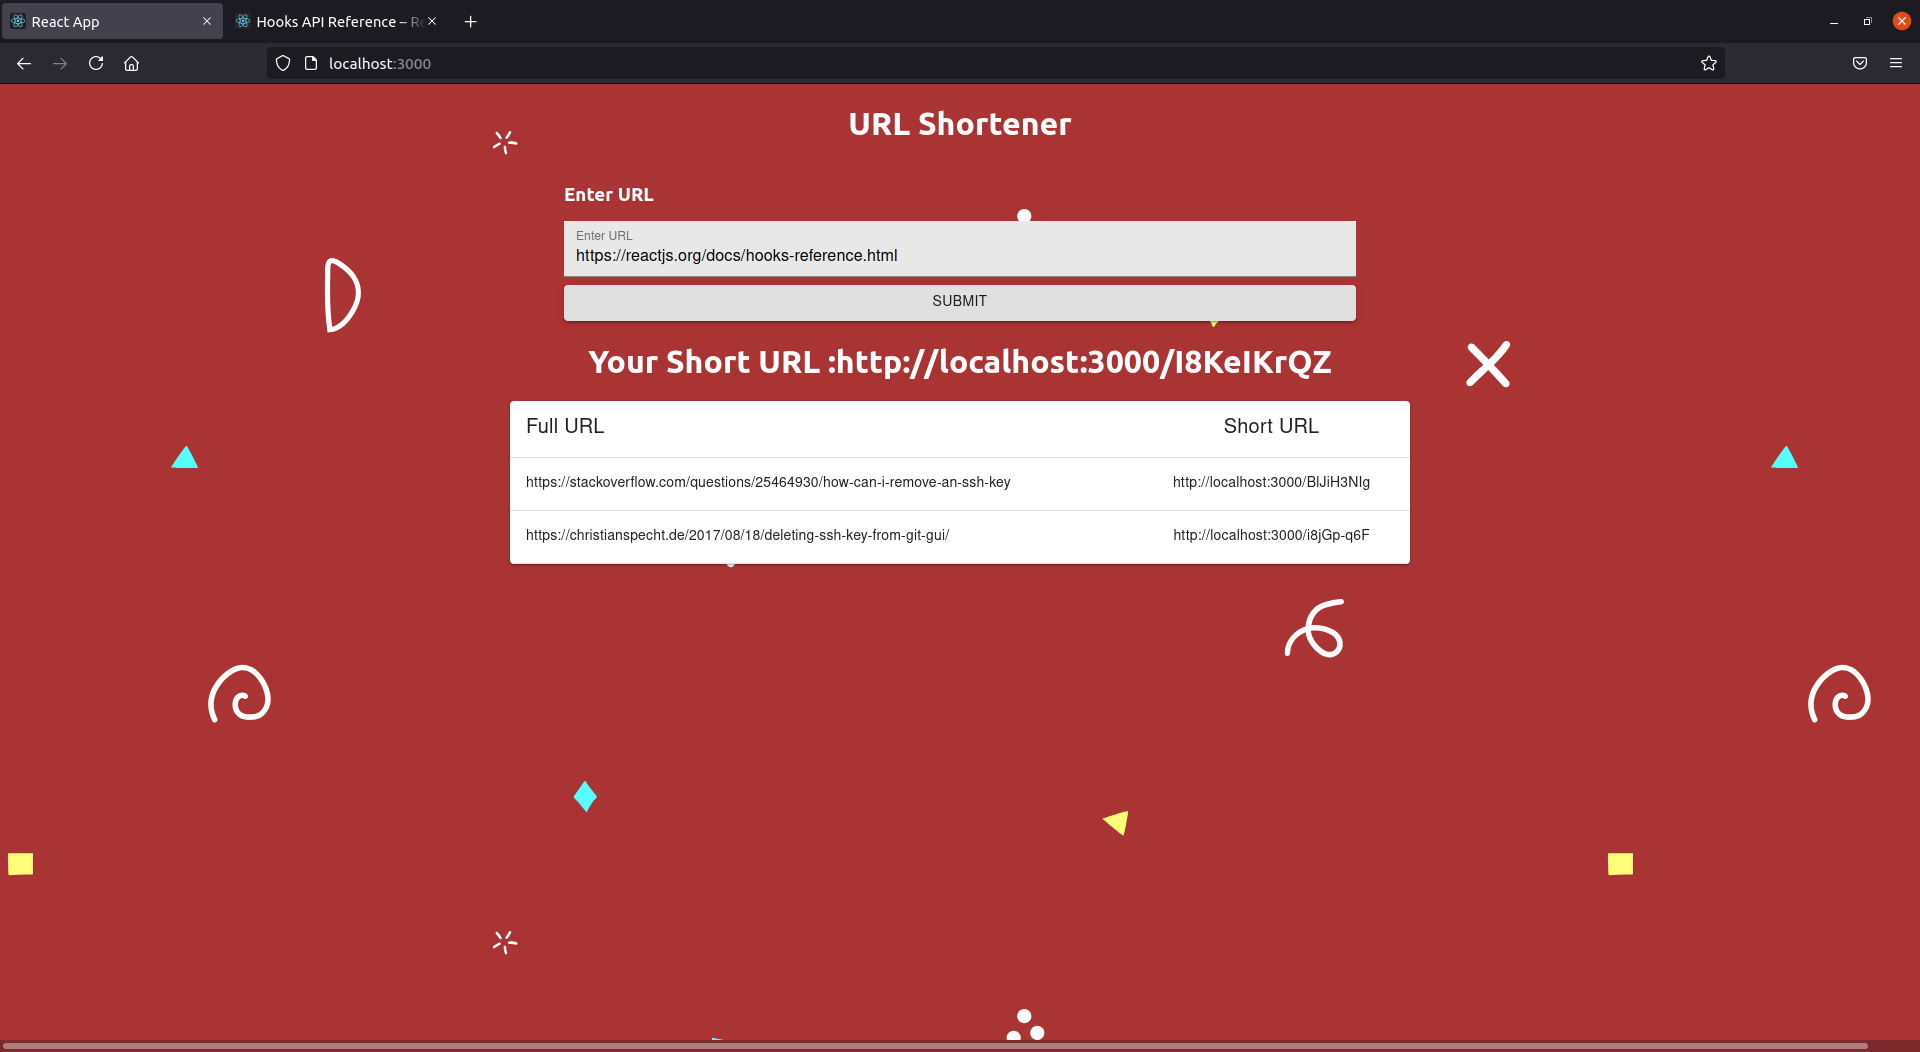 React App
Hooks API Reference – Re
localhost:3000
URL Shortener
Enter URL
Enter URL
https://reactjs.org/docs/hooks-reference.html
SUBMIT
Your Short URL :http://localhost:3000/I8KeIKrQZ
Full URL Short URL
https://stackoverflow.com/questions/25464930/how-can-i-remove-an-ssh-key http://localhost:3000/BlJiH3NIg
https://christianspecht.de/2017/08/18/deleting-ssh-key-from-git-gui/ http://localhost:3000/i8jGp-q6F